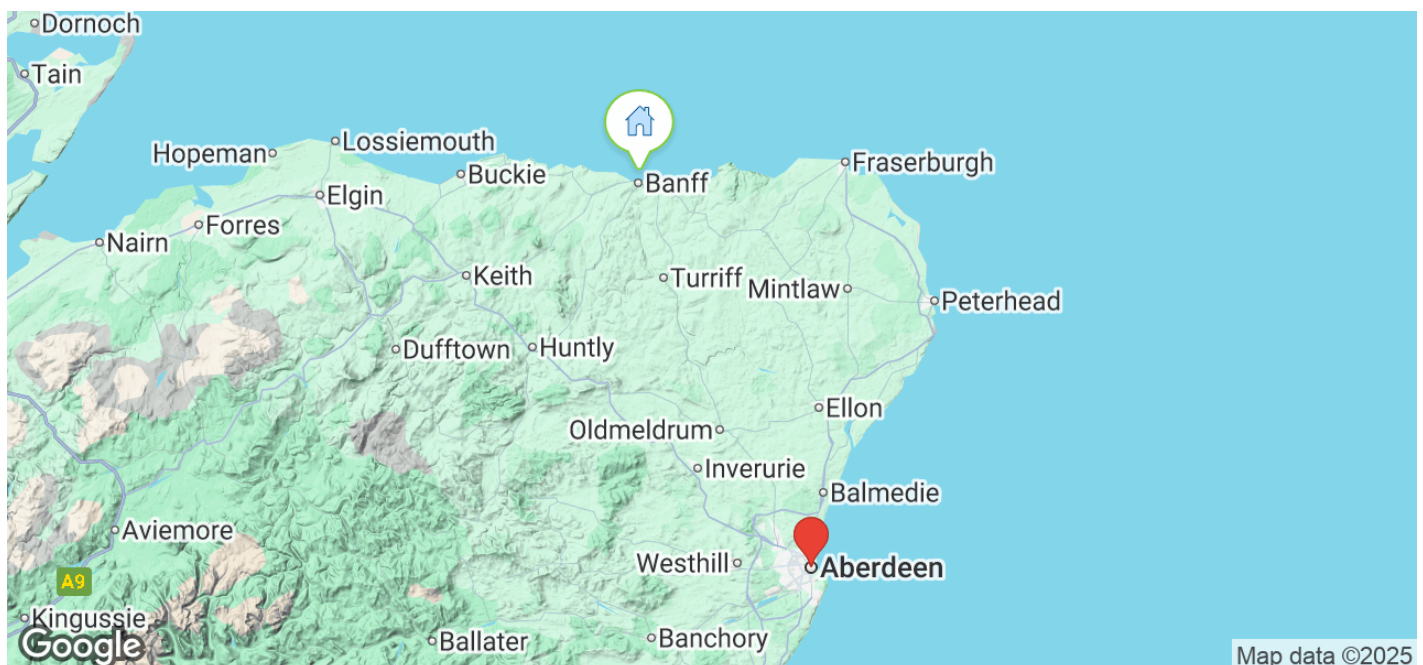 Dornoch
Tain
Hopeman
Lossiemouth
Buckie
Banff
Fraserburgh
Elgin
Forres
Nairn
Keith
Turriff
Mintlaw
Peterhead
Dufftown
Huntly
Ellon
Oldmeldrum
Inverurie
Balmedie
Aviemore
Westhill
Aberdeen
A9
Kingussie
Google
Ballater
Banchory
Map data ©2025